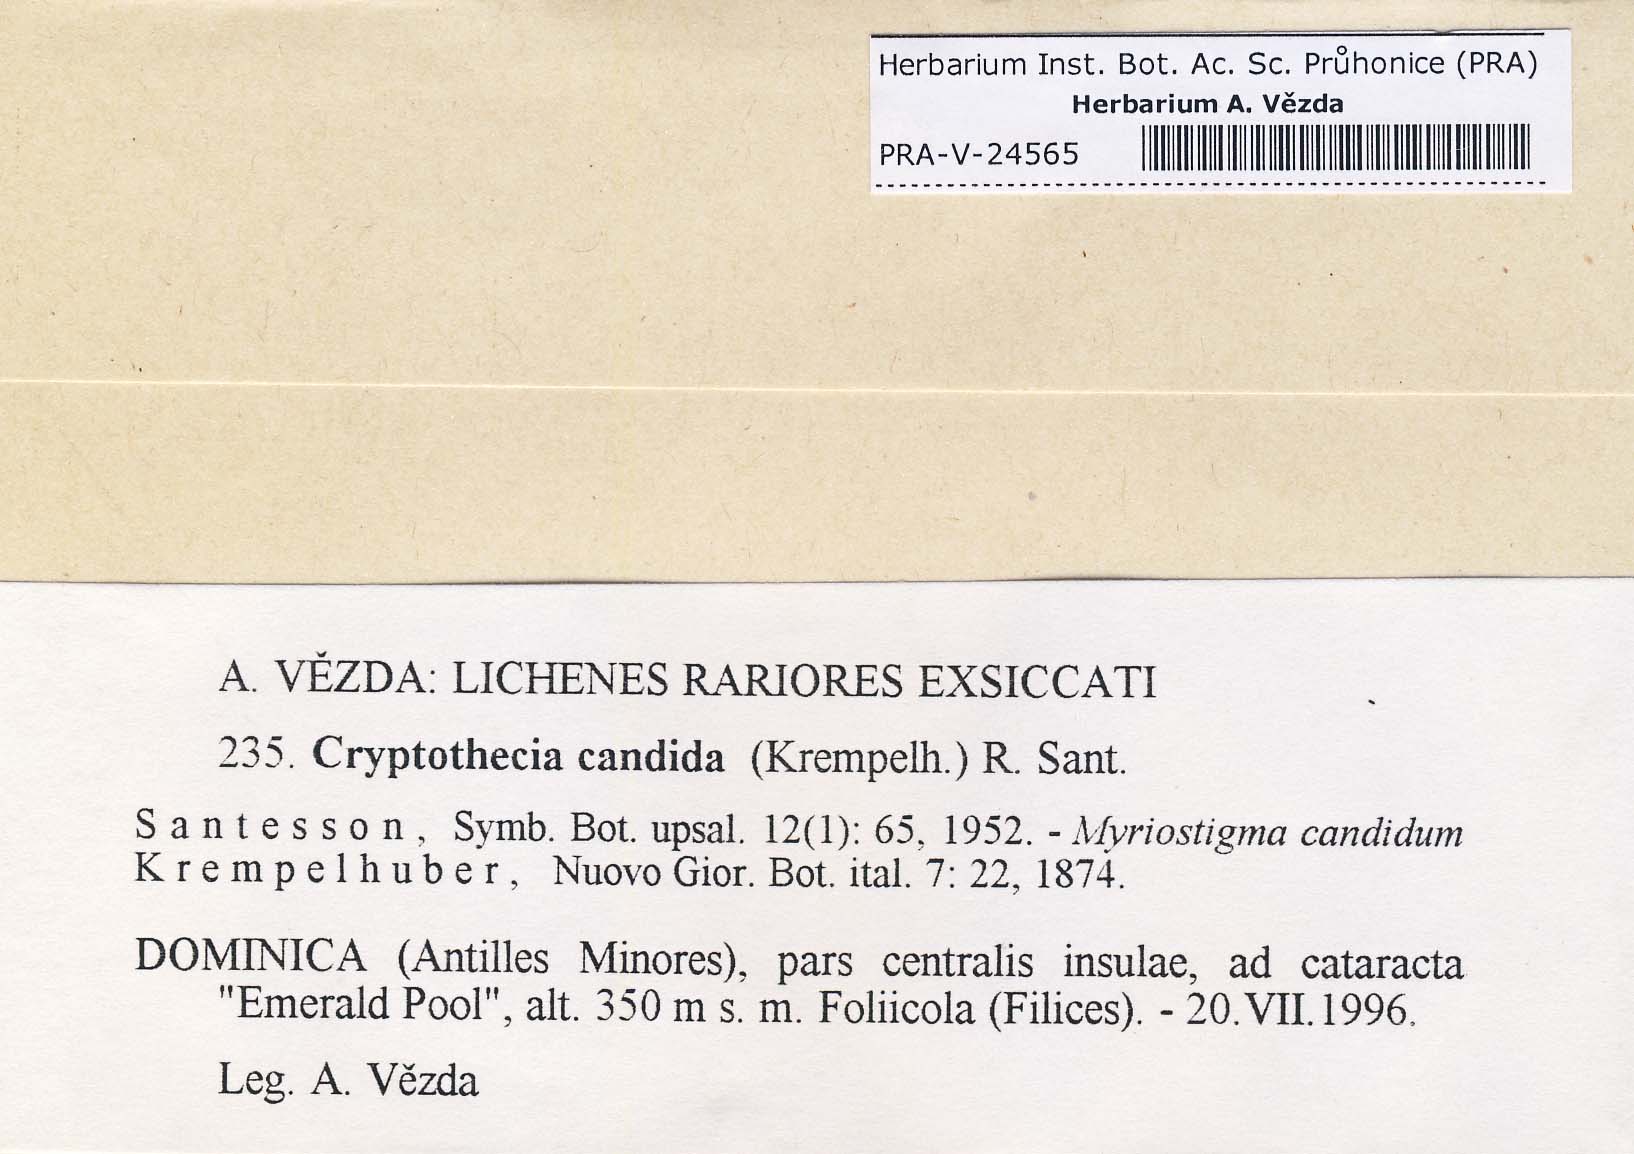 Herbarium Inst. Bot. Ac. Sc. Průhonice (PRA)
Herbarium A. Vězda
PRA-V-24565
A. VĚZDA: LICHENES RARIORES EXSICCATI
235. Cryptothecia candida (Krempelh.) R. Sant.
Santesson, Symb. Bot. upsal. 12(1): 65, 1952. - Myriostigma candidum
Krempelhuber, Nuovo Gior. Bot. ital. 7: 22, 1874.
DOMINICA (Antilles Minores), pars centralis insulae, ad cataracta
"Emerald Pool", alt. 350 m s. m. Foliicola (Filices). - 20.VII.1996.
Leg. A. Vězda